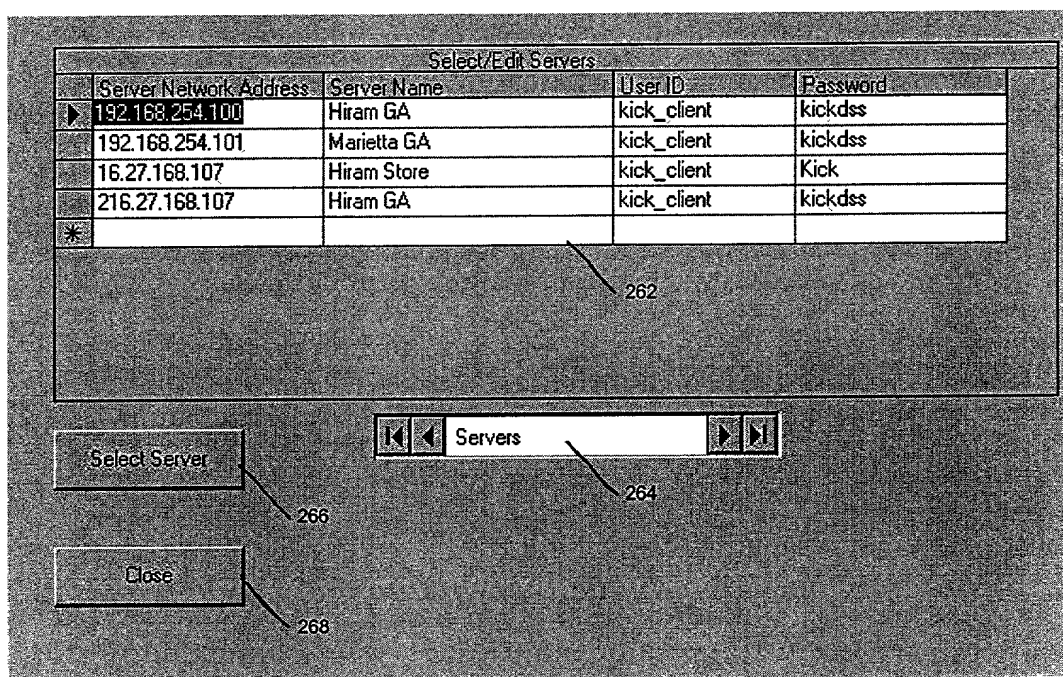 Select/Edit Servers
Server Network Address Server Name User ID Password
192.168.254.100 Hiram GA kick_client kickdss
192.168.254.101 Marietta GA kick_client kickdss
16.27.168.107 Hiram Store kick_client Kick
216.27.168.107 Hiram GA kick_client kickdss
*
262
Servers
264
Select Server
266
Close
268